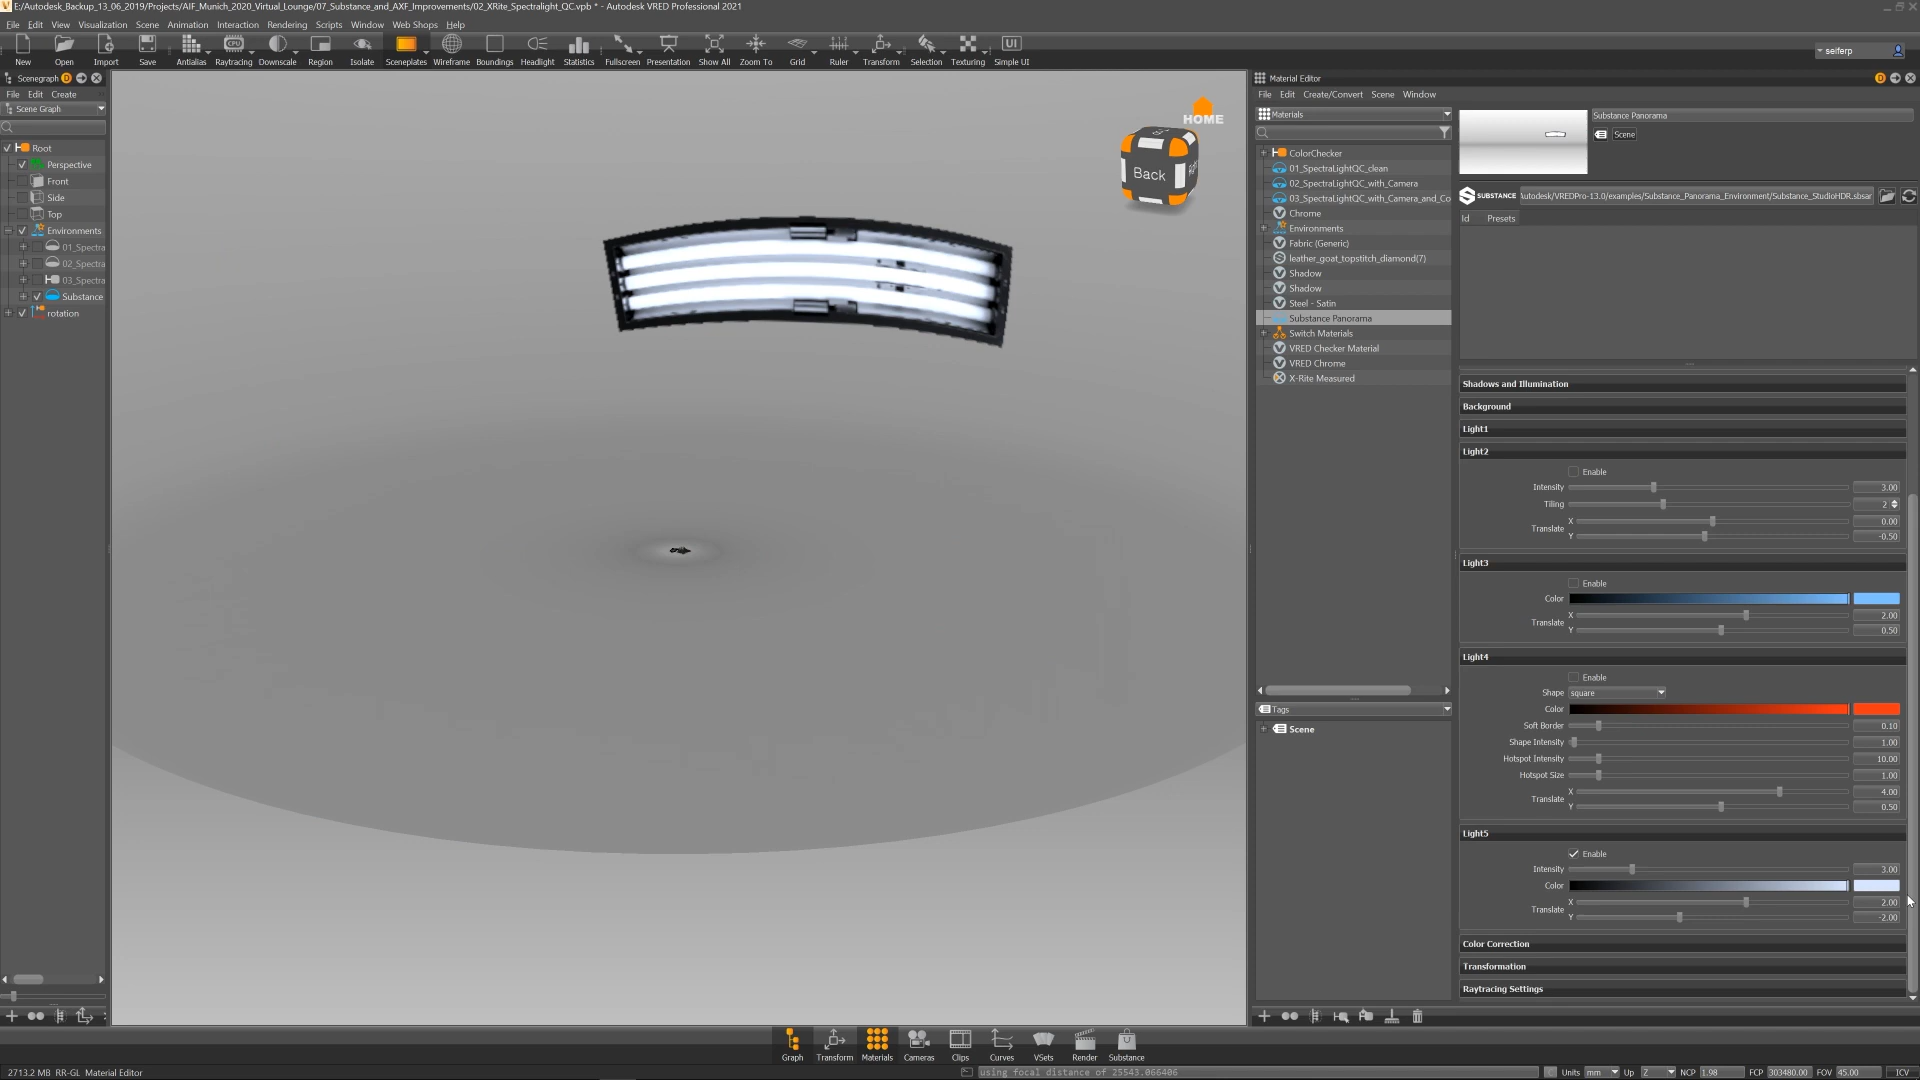 E:/Autodesk_Backup_13_06_2019/Projects/AIF_Munich_2020_Virtual_Lounge/07_Substance_and_AXF_Improvements/02_XRite_Spectralight_QC.vpb * - Autodesk VRED Professional 2021
File Edit View Visualization Scene Animation Interaction Rendering Scripts Window Web Shops Help
New Open Import Save Antialias Raytracing Downscale Region Isolate Sceneplates Wireframe Boundings Headlight Statistics Fullscreen Presentation Show All Zoom To Grid Ruler Transform Selection Texturing Simple UI
CPU
UI
seiferp
Scenegraph
File Edit Create
Scene Graph
Root
Perspective
Front
Side
Top
Environments
01_Spectra
02_Spectra
03_Spectra
Substance
rotation
HOME
Back
Material Editor
File Edit Create/Convert Scene Window
Materials
ColorChecker
01_SpectraLightQC_clean
02_SpectraLightQC_with_Camera
03_SpectraLightQC_with_Camera_and_Co
Chrome
Environments
Fabric (Generic)
leather_goat_topstitch_diamond(7)
Shadow
Shadow
Steel - Satin
Substance Panorama
Switch Materials
VRED Checker Material
VRED Chrome
X-Rite Measured
Tags
Scene
Substance Panorama
Scene
SUBSTANCE
\utodesk/VREDPro-13.0/examples/Substance_Panorama_Environment/Substance_StudioHDR.sbsar
Id Presets
Shadows and Illumination
Background
Light1
Light2
Enable
Intensity 3.00
Tiling 2
Translate
X 0.00
Y -0.50
Light3
Enable
Color
Translate
X 2.00
Y 0.50
Light4
Enable
Shape square
Color
Soft Border 0.10
Shape Intensity 1.00
Hotspot Intensity 10.00
Hotspot Size 1.00
Translate
X 4.00
Y 0.50
Light5
Enable
Intensity 3.00
Color
Translate
X 2.00
Y -2.00
Color Correction
Transformation
Raytracing Settings
Graph Transform Materials Cameras Clips Curves VSets Render Substance
2713.2 MB RR-GL Material Editor
using focal distance of 25543.066406
Units mm Up Z NCP 1.98 FCP 303480.00 FOV 45.00 ICV